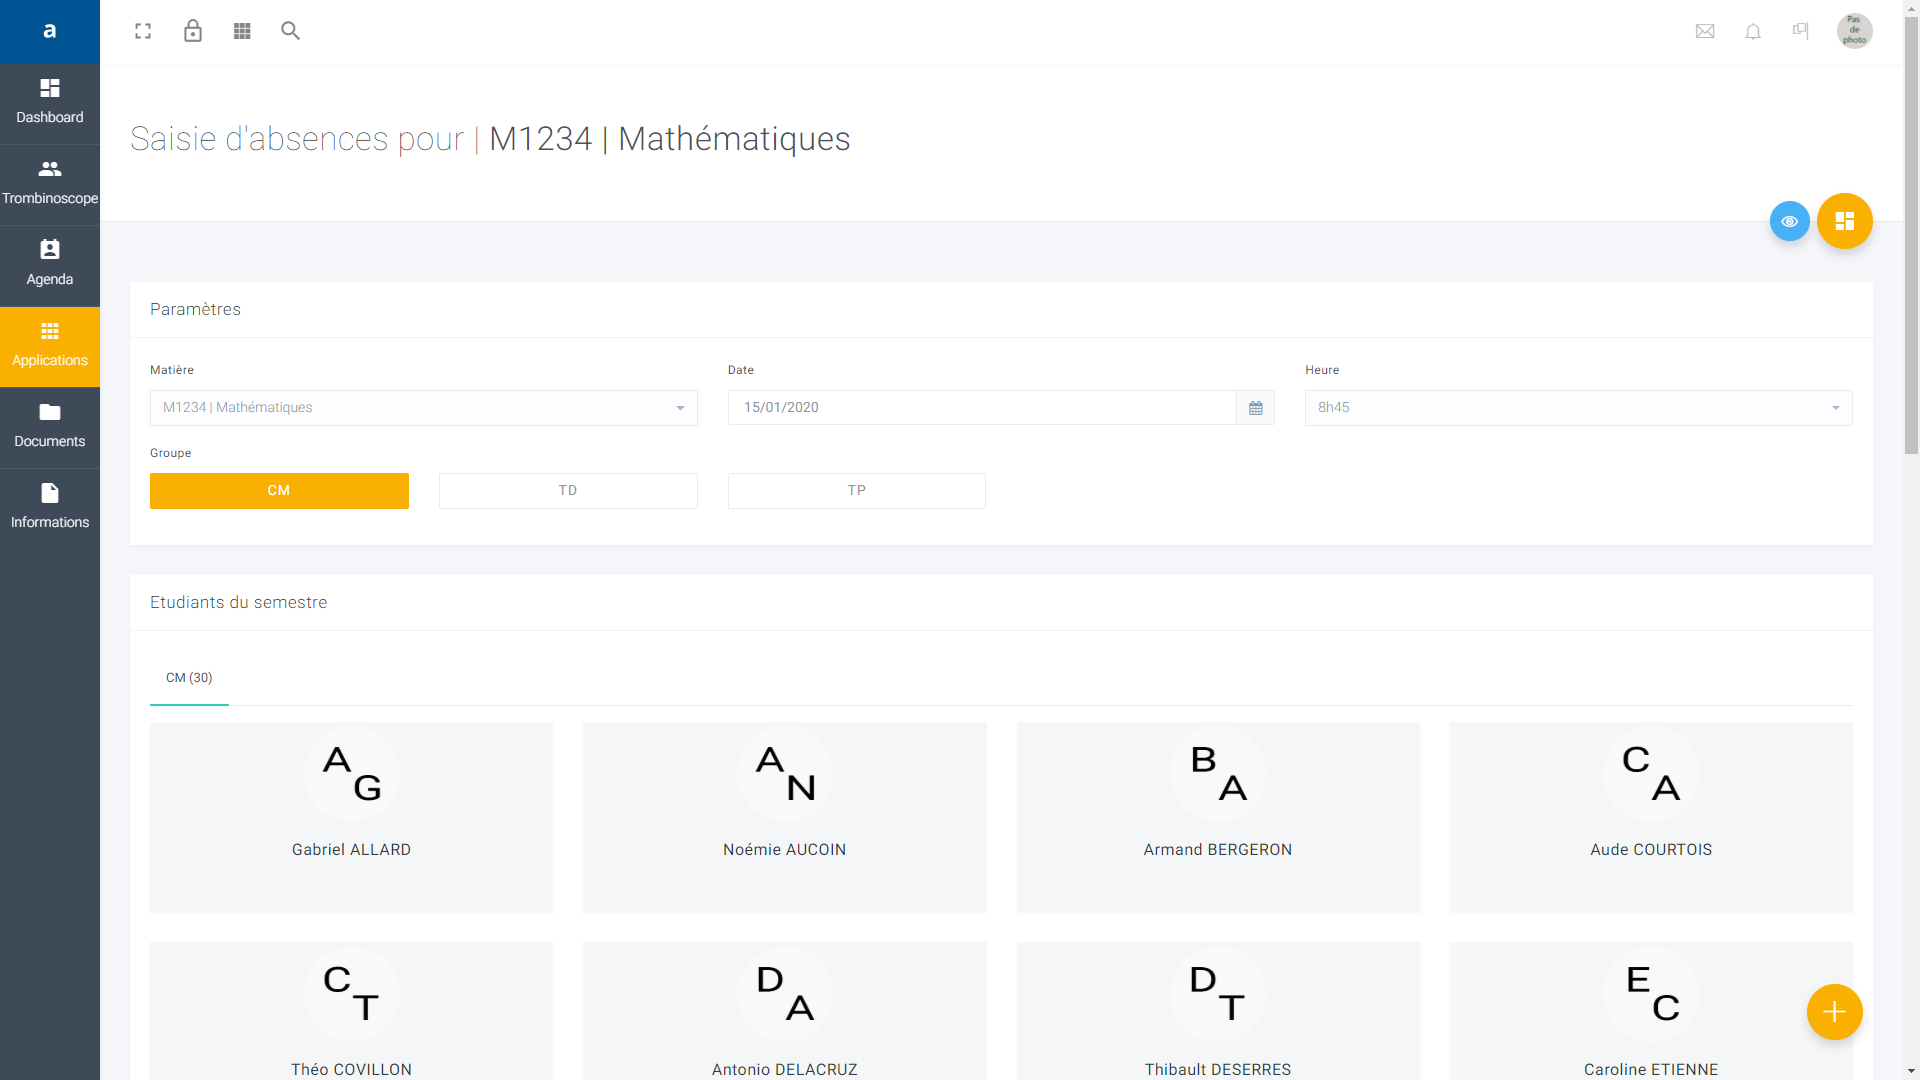 a
Pas
de
photo
Dashboard
Trombinoscope
Agenda
Applications
Documents
Informations
Saisie d'absences pour | M1234 | Mathématiques
Paramètres
Matière
Date
Heure
M1234 | Mathématiques
15/01/2020
8h45
Groupe
CM
TD
TP
Etudiants du semestre
CM (30)
A G
A N
B A
C A
Gabriel ALLARD
Noémie AUCOIN
Armand BERGERON
Aude COURTOIS
C T
D A
D T
E C
Théo COVILLON
Antonio DELACRUZ
Thibault DESERRES
Caroline ETIENNE